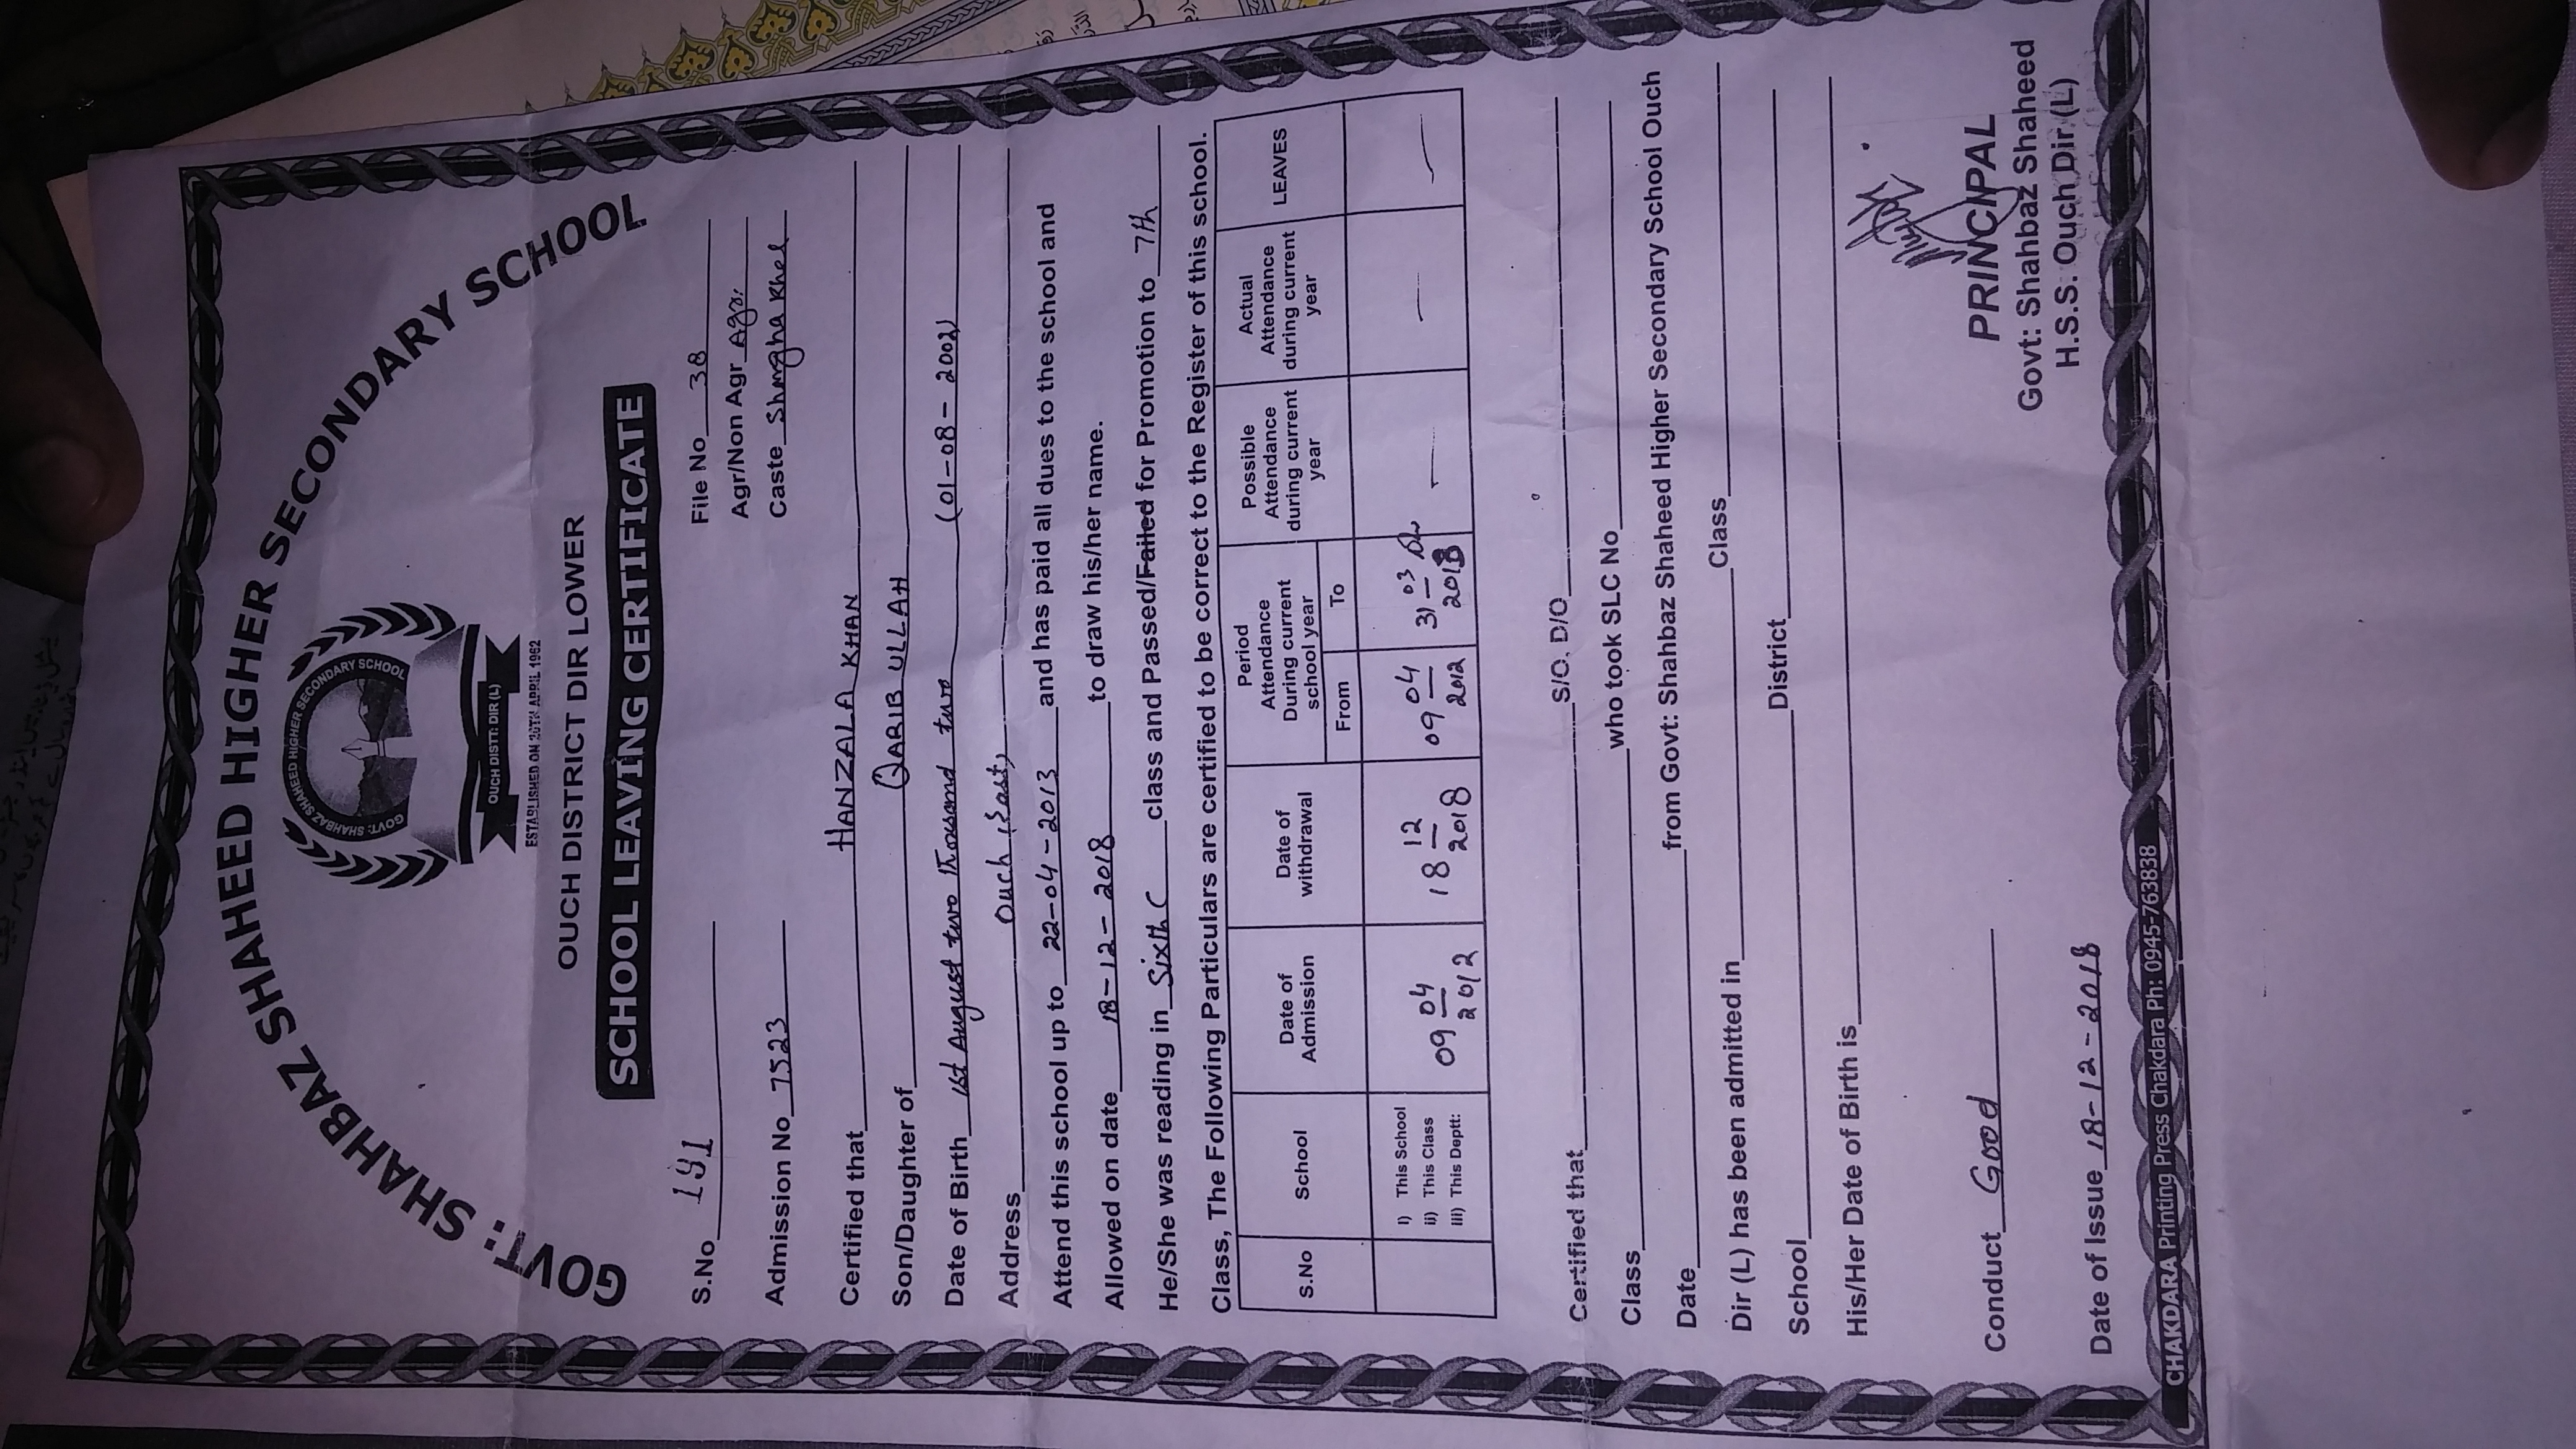 GOVT: SHAHBAZ SHAHEED HIGHER SECONDARY SCHOOL
GOVT: SHAHBAZ SHAHEED HIGHER SECONDARY SCHOOL
OUCH DISTT: DIR (L)
ESTABLISHED ON 30TH APRIL 1962
OUCH DISTRICT DIR LOWER
SCHOOL LEAVING CERTIFICATE
S.No 191 File No 38
Agr/Non Agr Agr:
Admission No 7523 Caste Shngha Khel
Certified that HANZALA KHAN
Son/Daughter of QARIB ULLAH
Date of Birth 1st August two Thousand two (01-08-2002)
Address Ouch (East)
Attend this school up to 22-04-2013 and has paid all dues to the school and
Allowed on date 18-12-2018 to draw his/her name.
He/She was reading in Sixth C class and Passed/Failed for Promotion to 7th
Class, The Following Particulars are certified to be correct to the Register of this school.
S.No School Date of Admission Date of withdrawal Period Attendance During current school year From To Possible Attendance during current year Actual Attendance during current year LEAVES
i) This School
ii) This Class
iii) This Deptt:
09 04 2012 18 12 2018 09 04 2012 31 03 2018 — — —
Certified that S/O, D/O
Class who took SLC No
Date from Govt: Shahbaz Shaheed Higher Secondary School Ouch
Dir (L) has been admitted in Class
School District
His/Her Date of Birth is
Conduct Good
PRINCIPAL
Govt: Shahbaz Shaheed
H.S.S. Ouch Dir (L)
Date of Issue 18-12-2018
CHAKDARA Printing Press Chakdara Ph: 0945-763838